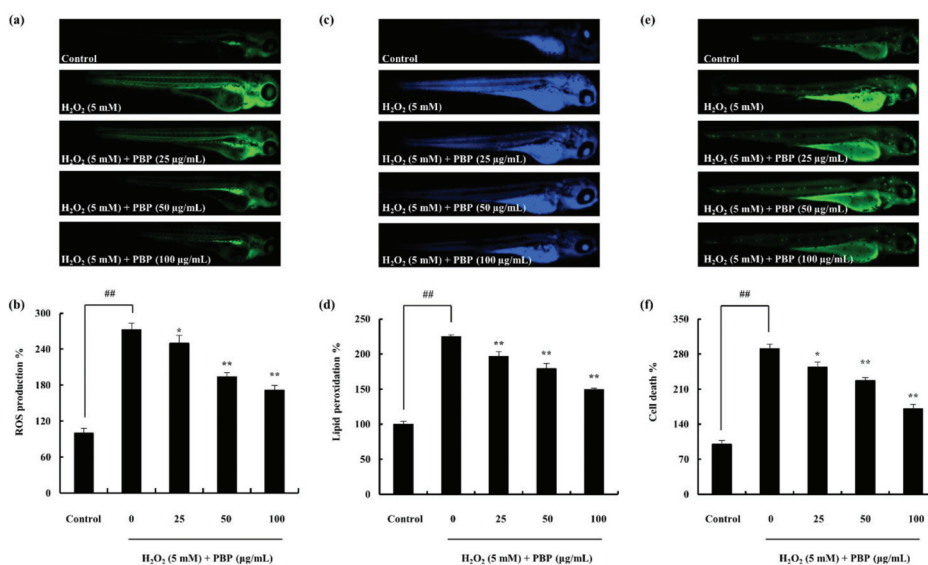 (a)
Control
H₂O₂ (5 mM)
H₂O₂ (5 mM) + PBP (25 µg/mL)
H₂O₂ (5 mM) + PBP (50 µg/mL)
H₂O₂ (5 mM) + PBP (100 µg/mL)
(c)
Control
H₂O₂ (5 mM)
H₂O₂ (5 mM) + PBP (25 µg/mL)
H₂O₂ (5 mM) + PBP (50 µg/mL)
H₂O₂ (5 mM) + PBP (100 µg/mL)
(e)
Control
H₂O₂ (5 mM)
H₂O₂ (5 mM) + PBP (25 µg/mL)
H₂O₂ (5 mM) + PBP (50 µg/mL)
H₂O₂ (5 mM) + PBP (100 µg/mL)
(b)
ROS production %
300
240
180
120
60
0
##
*
**
**
Control 0 25 50 100
H₂O₂ (5 mM) + PBP (µg/mL)
(d)
Lipid peroxidation %
250
200
150
100
50
0
##
**
**
**
Control 0 25 50 100
H₂O₂ (5 mM) + PBP (µg/mL)
(f)
Cell death %
350
280
210
140
70
0
##
*
**
**
Control 0 25 50 100
H₂O₂ (5 mM) + PBP (µg/mL)